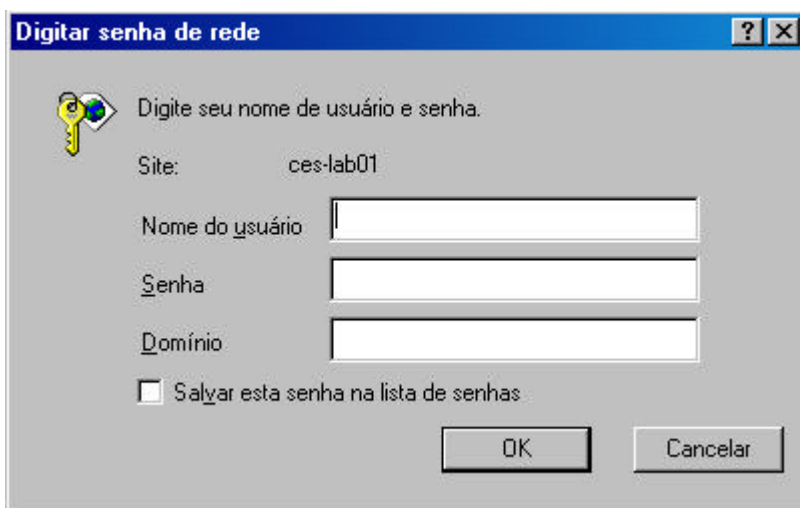 Digitar senha de rede
Digite seu nome de usuário e senha.
Site: ces-lab01
Nome do usuário
Senha
Domínio
Salvar esta senha na lista de senhas
OK Cancelar